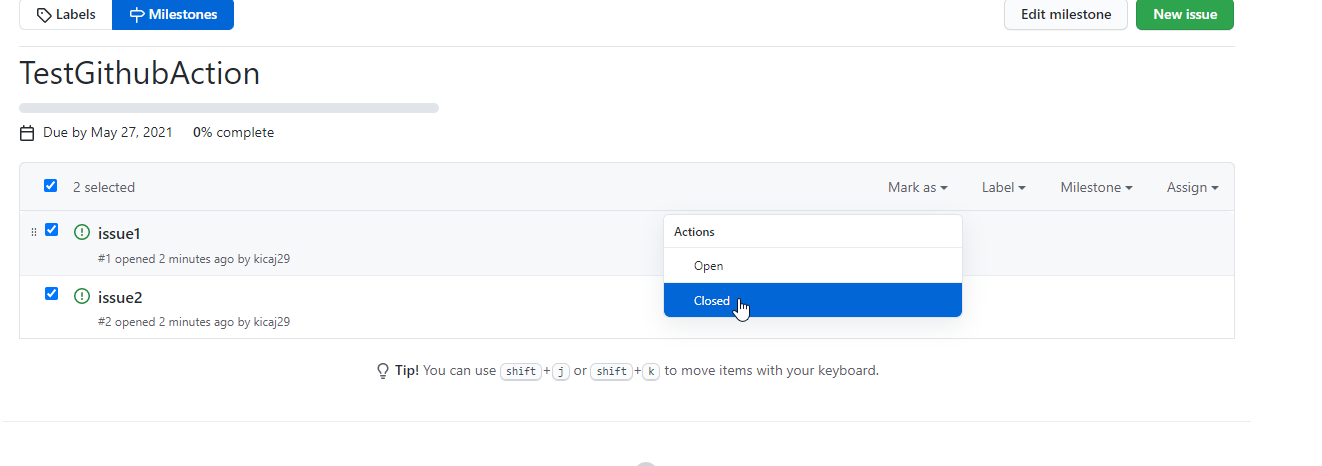 Labels Milestones Edit milestone New issue
TestGithubAction
Due by May 27, 2021 0% complete
2 selected Mark as Label Milestone Assign
issue1
#1 opened 2 minutes ago by kicaj29
Actions
Open
Closed
issue2
#2 opened 2 minutes ago by kicaj29
Tip! You can use shift+j or shift+k to move items with your keyboard.